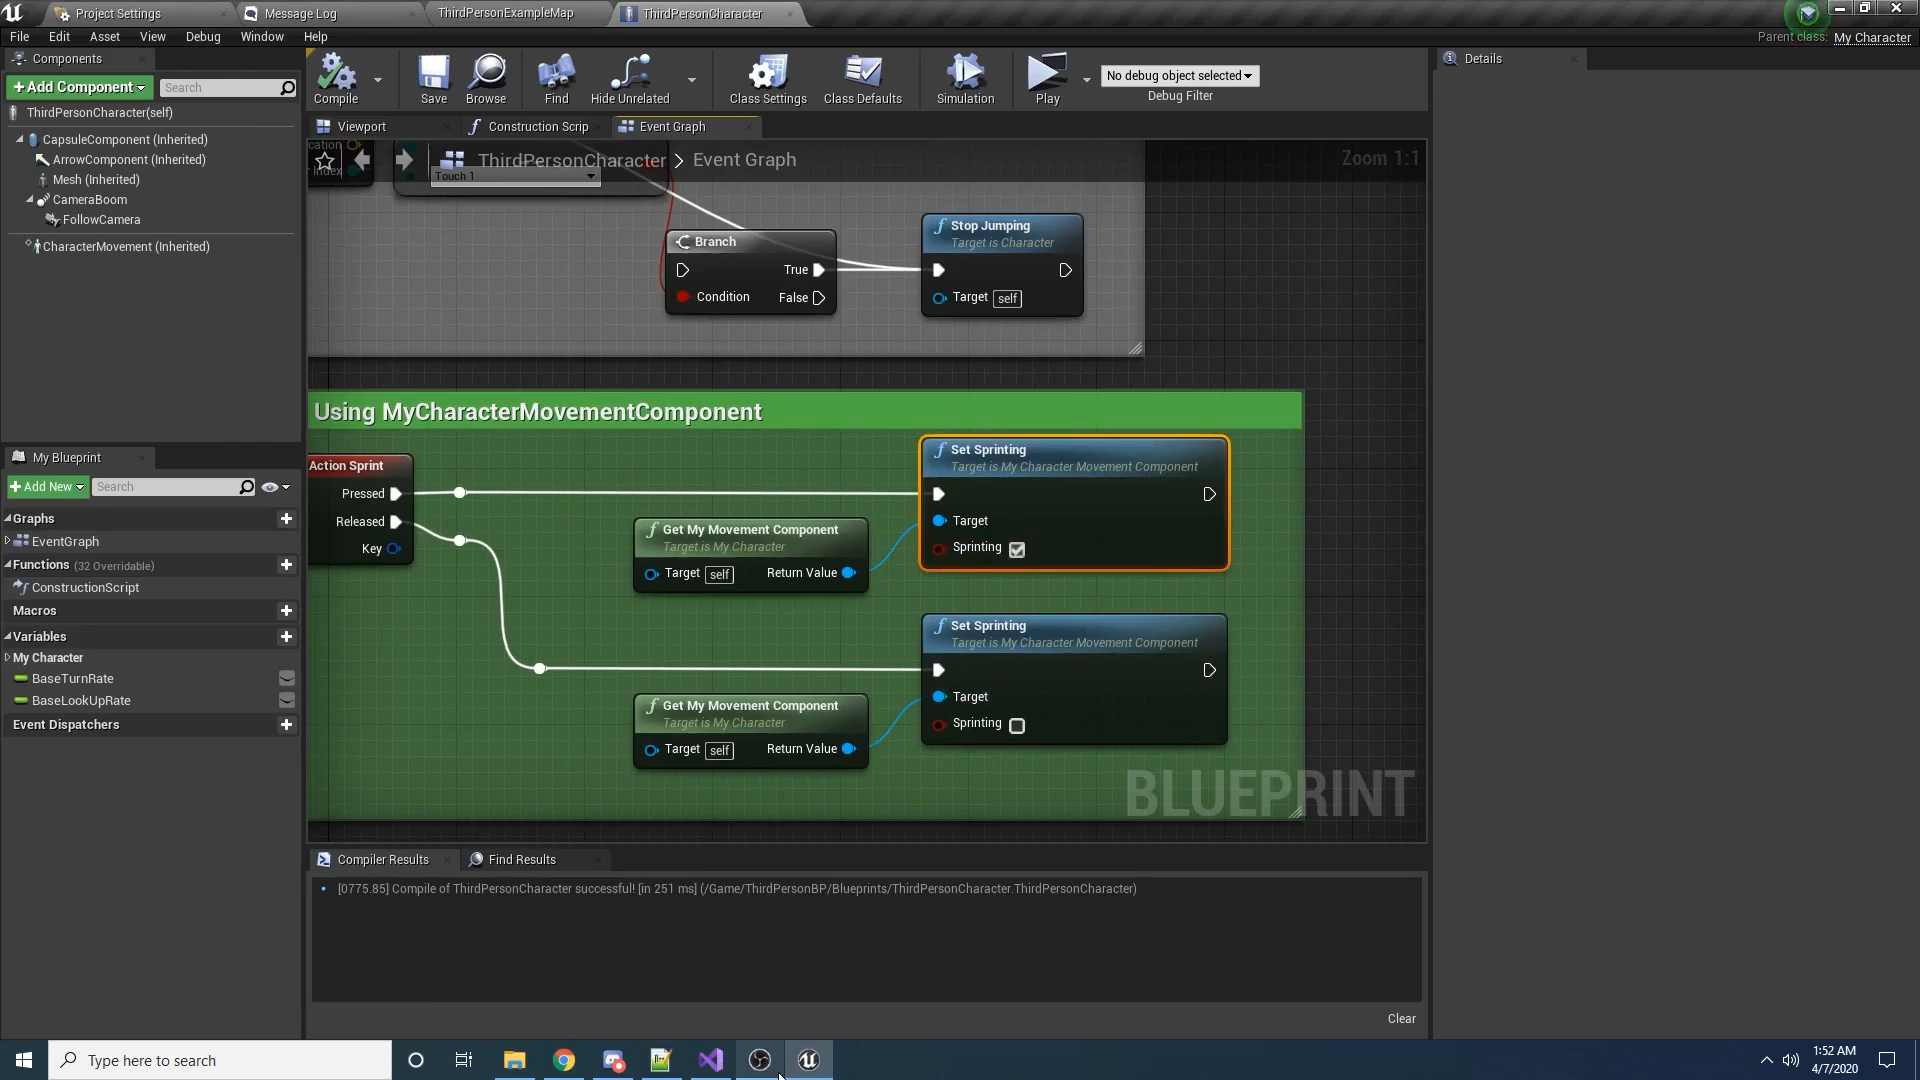 Project Settings
Message Log
ThirdPersonExampleMap
ThirdPersonCharacter
File
Edit
Asset
View
Debug
Window
Help
Parent class: My Character
Components
+Add Component
Search
ThirdPersonCharacter(self)
CapsuleComponent (Inherited)
ArrowComponent (Inherited)
Mesh (Inherited)
CameraBoom
FollowCamera
CharacterMovement (Inherited)
Compile
Save
Browse
Find
Hide Unrelated
Class Settings
Class Defaults
Simulation
Play
No debug object selected
Debug Filter
Details
Viewport
Construction Scrip
Event Graph
ThirdPersonCharacter > Event Graph
Zoom 1:1
cation
r Index
Touch 1
Branch
True
Condition
False
Stop Jumping
Target is Character
Target self
Using MyCharacterMovementComponent
Action Sprint
Pressed
Released
Key
Get My Movement Component
Target is My Character
Target self
Return Value
Set Sprinting
Target is My Character Movement Component
Target
Sprinting
Get My Movement Component
Target is My Character
Target self
Return Value
Set Sprinting
Target is My Character Movement Component
Target
Sprinting
BLUEPRINT
My Blueprint
+Add New
Search
Graphs
EventGraph
Functions (32 Overridable)
ConstructionScript
Macros
Variables
My Character
BaseTurnRate
BaseLookUpRate
Event Dispatchers
Compiler Results
Find Results
[0775.85] Compile of ThirdPersonCharacter successful! [in 251 ms] (/Game/ThirdPersonBP/Blueprints/ThirdPersonCharacter.ThirdPersonCharacter)
Clear
Type here to search
1:52 AM
4/7/2020